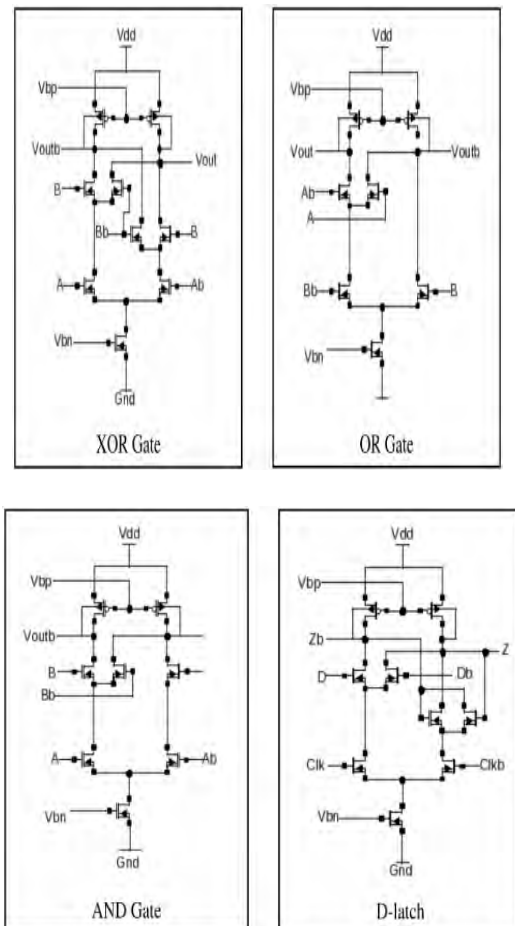 Vdd
Vbp
Voutb
Vout
B
Bb
B
A
Ab
Vbn
Gnd
XOR Gate
Vdd
Vbp
Vout
Voutb
Ab
A
Bb
B
Vbn
OR Gate
Vdd
Vbp
Voutb
B
Bb
A
Ab
Vbn
Gnd
AND Gate
Vdd
Vbp
Zb
Z
D
Db
Clk
Clkb
Vbn
Gnd
D-latch